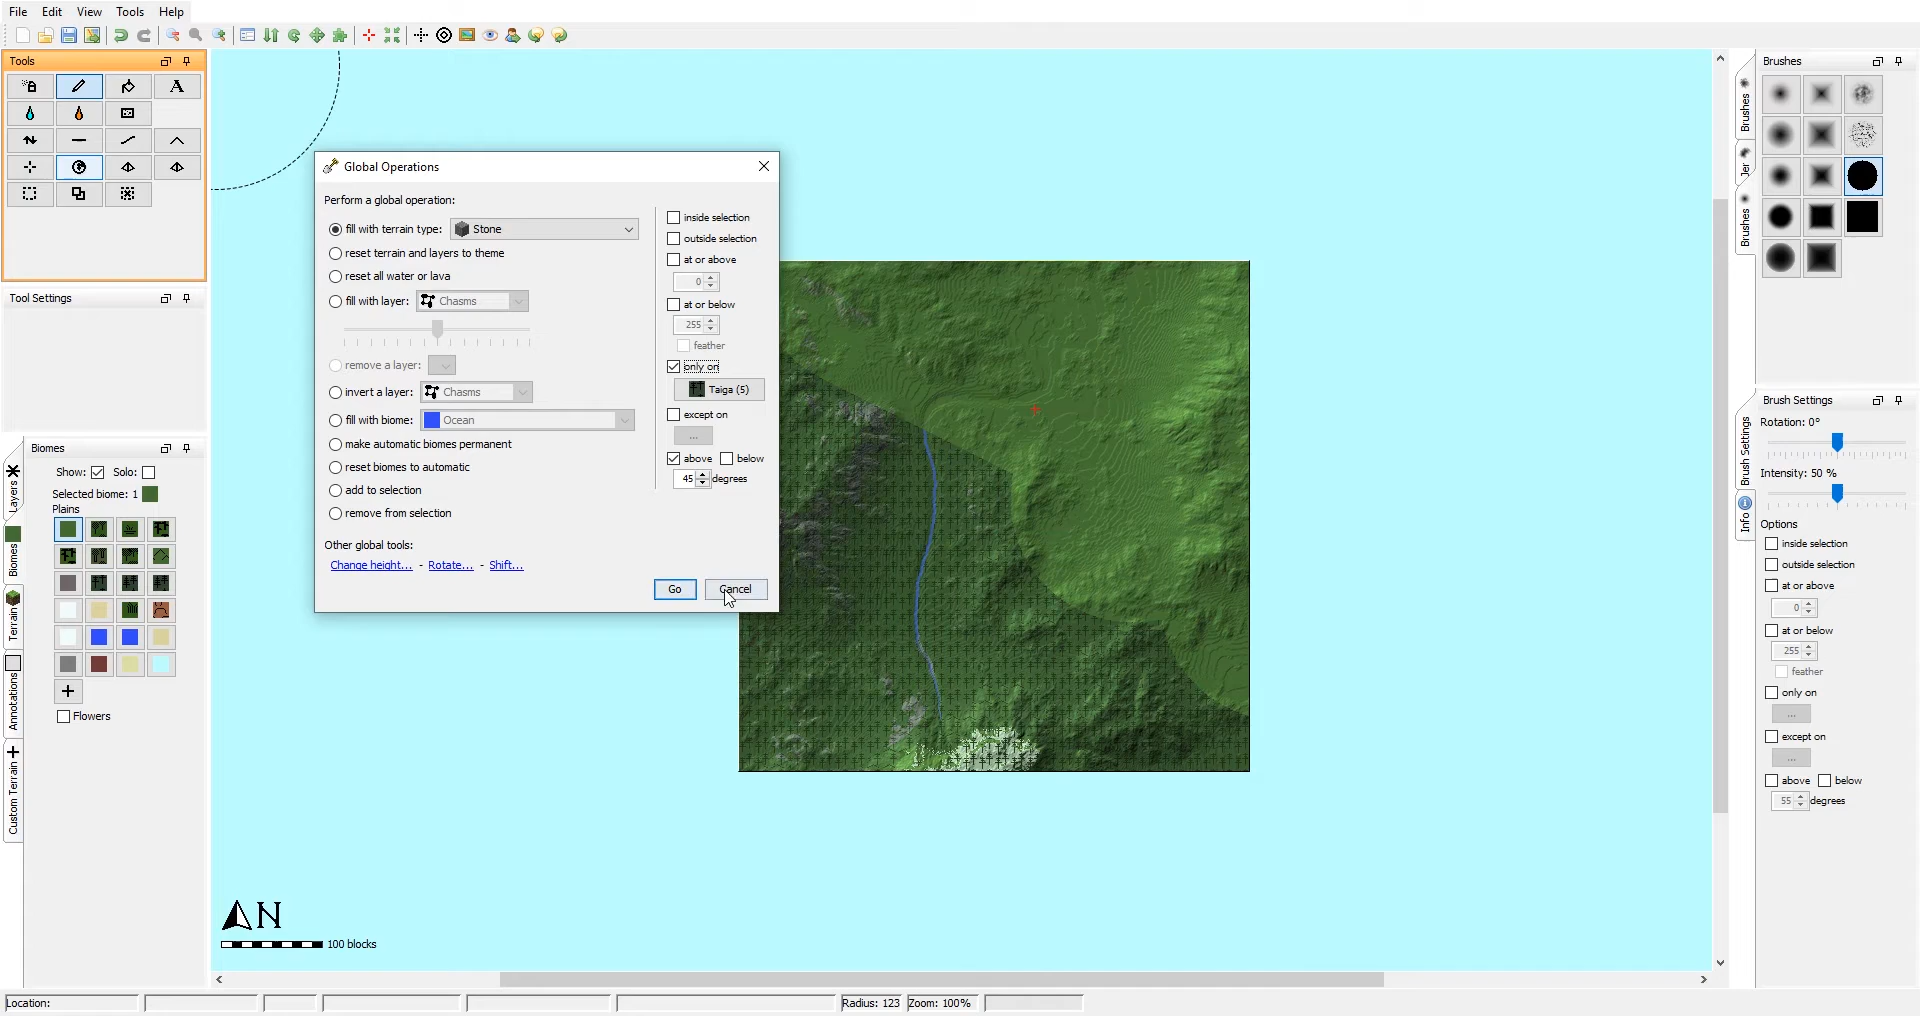 File Edit View Tools Help
Tools
A
Tool Settings
Biomes
Show: Solo:
Selected biome: 1
Plains
Flowers
Layers
Biomes
Terrain
Annotations
Custom Terrain
Global Operations
Perform a global operation:
fill with terrain type: Stone
reset terrain and layers to theme
reset all water or lava
fill with layer: Chasms
remove a layer:
invert a layer: Chasms
fill with biome: Ocean
make automatic biomes permanent
reset biomes to automatic
add to selection
remove from selection
Other global tools:
Change height... - Rotate... - Shift...
inside selection
outside selection
at or above
0
at or below
255
feather
only on
Taiga (5)
except on
...
above below
45 degrees
Go Cancel
N
100 blocks
Brushes
Brushes
Jer
Brushes
Brush Settings
Info
Brush Settings
Rotation: 0°
Intensity: 50 %
Options
inside selection
outside selection
at or above
0
at or below
255
feather
only on
...
except on
...
above below
55 degrees
Location: Radius: 123 Zoom: 100%